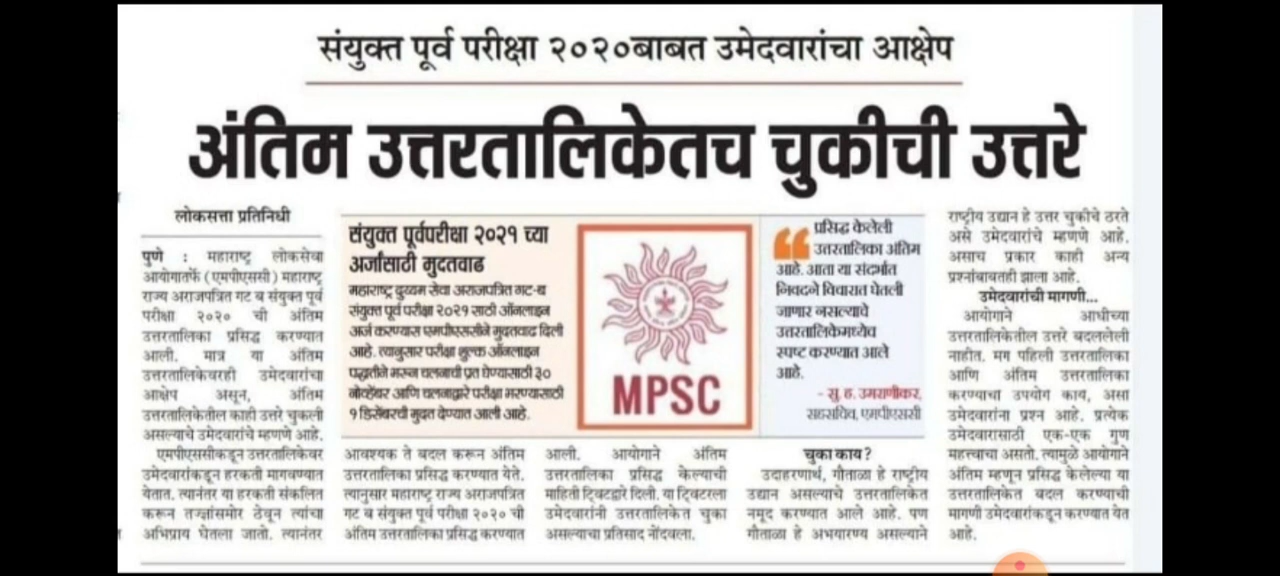 संयुक्त पूर्व परीक्षा २०२०बाबत उमेदवारांचा आक्षेप
अंतिम उत्तरतालिकेतच चुकीची उत्तरे
लोकसत्ता प्रतिनिधी
पुणे : महाराष्ट्र लोकसेवा
आयोगातर्फे (एमपीएससी) महाराष्ट्र
राज्य अराजपत्रित गट ब संयुक्त पूर्व
परीक्षा २०२० ची अंतिम
उत्तरतालिका प्रसिद्ध करण्यात
आली. मात्र या अंतिम
उत्तरतालिकेवरही उमेदवारांचा
आक्षेप असून, अंतिम
उत्तरतालिकेतील काही उत्तरे चुकली
असल्याचे उमेदवारांचे म्हणणे आहे.
एमपीएससीकडून उत्तरतालिकेवर
उमेदवारांकडून हरकती मागवण्यात
येतात. त्यानंतर या हरकती संकलित
करून तज्ज्ञांसमोर ठेवून त्यांचा
अभिप्राय घेतला जातो. त्यानंतर
संयुक्त पूर्वपरीक्षा २०२१ च्या
अर्जांसाठी मुदतवाढ
महाराष्ट्र दुय्यम सेवा अराजपत्रित गट-ब
संयुक्त पूर्व परीक्षा २०२१ साठी ऑनलाइन
अर्ज करण्यास एमपीएससीने मुदतवाढ दिली
आहे. त्यानुसार परीक्षा शुल्क ऑनलाइन
पद्धतीने भरून चलनाची प्रत घेण्यासाठी ३०
नोव्हेंबर आणि चलनाद्वारे परीक्षा भरण्यासाठी
१ डिसेंबरची मुदत देण्यात आली आहे.
MPSC
प्रसिद्ध केलेली
उत्तरतालिका अंतिम
आहे. आता या संदर्भात
निवदने विचारात घेतली
जाणार नसल्याचे
उत्तरतालिकेमध्येच
स्पष्ट करण्यात आले
आहे.
- सु. ह. उमराणीकर,
सहसचिव, एमपीएससी
आवश्यक ते बदल करून अंतिम
उत्तरतालिका प्रसिद्ध करण्यात येते.
त्यानुसार महाराष्ट्र राज्य अराजपत्रित
गट ब संयुक्त पूर्व परीक्षा २०२० ची
अंतिम उत्तरतालिका प्रसिद्ध करण्यात
आली. आयोगाने अंतिम
उत्तरतालिका प्रसिद्ध केल्याची
माहिती ट्विटद्वारे दिली. या ट्विटरला
उमेदवारांनी उत्तरतालिकेत चुका
असल्याचा प्रतिसाद नोंदवला.
चुका काय?
उदाहरणार्थ, गौताळा हे राष्ट्रीय
उद्यान असल्याचे उत्तरतालिकेत
नमूद करण्यात आले आहे. पण
गौताळा हे अभयारण्य असल्याने
राष्ट्रीय उद्यान हे उत्तर चुकीचे ठरते
असे उमेदवारांचे म्हणणे आहे.
असाच प्रकार काही अन्य
प्रश्नांबाबतही झाला आहे.
उमेदवारांची मागणी...
आयोगाने आधीच्या
उत्तरतालिकेतील उत्तरे बदललेली
नाहीत. मग पहिली उत्तरतालिका
आणि अंतिम उत्तरतालिका
करण्याचा उपयोग काय, असा
उमेदवारांना प्रश्न आहे. प्रत्येक
उमेदवारासाठी एक-एक गुण
महत्त्वाचा असतो. त्यामुळे आयोगाने
अंतिम म्हणून प्रसिद्ध केलेल्या या
उत्तरतालिकेत बदल करण्याची
मागणी उमेदवारांकडून करण्यात येत
आहे.